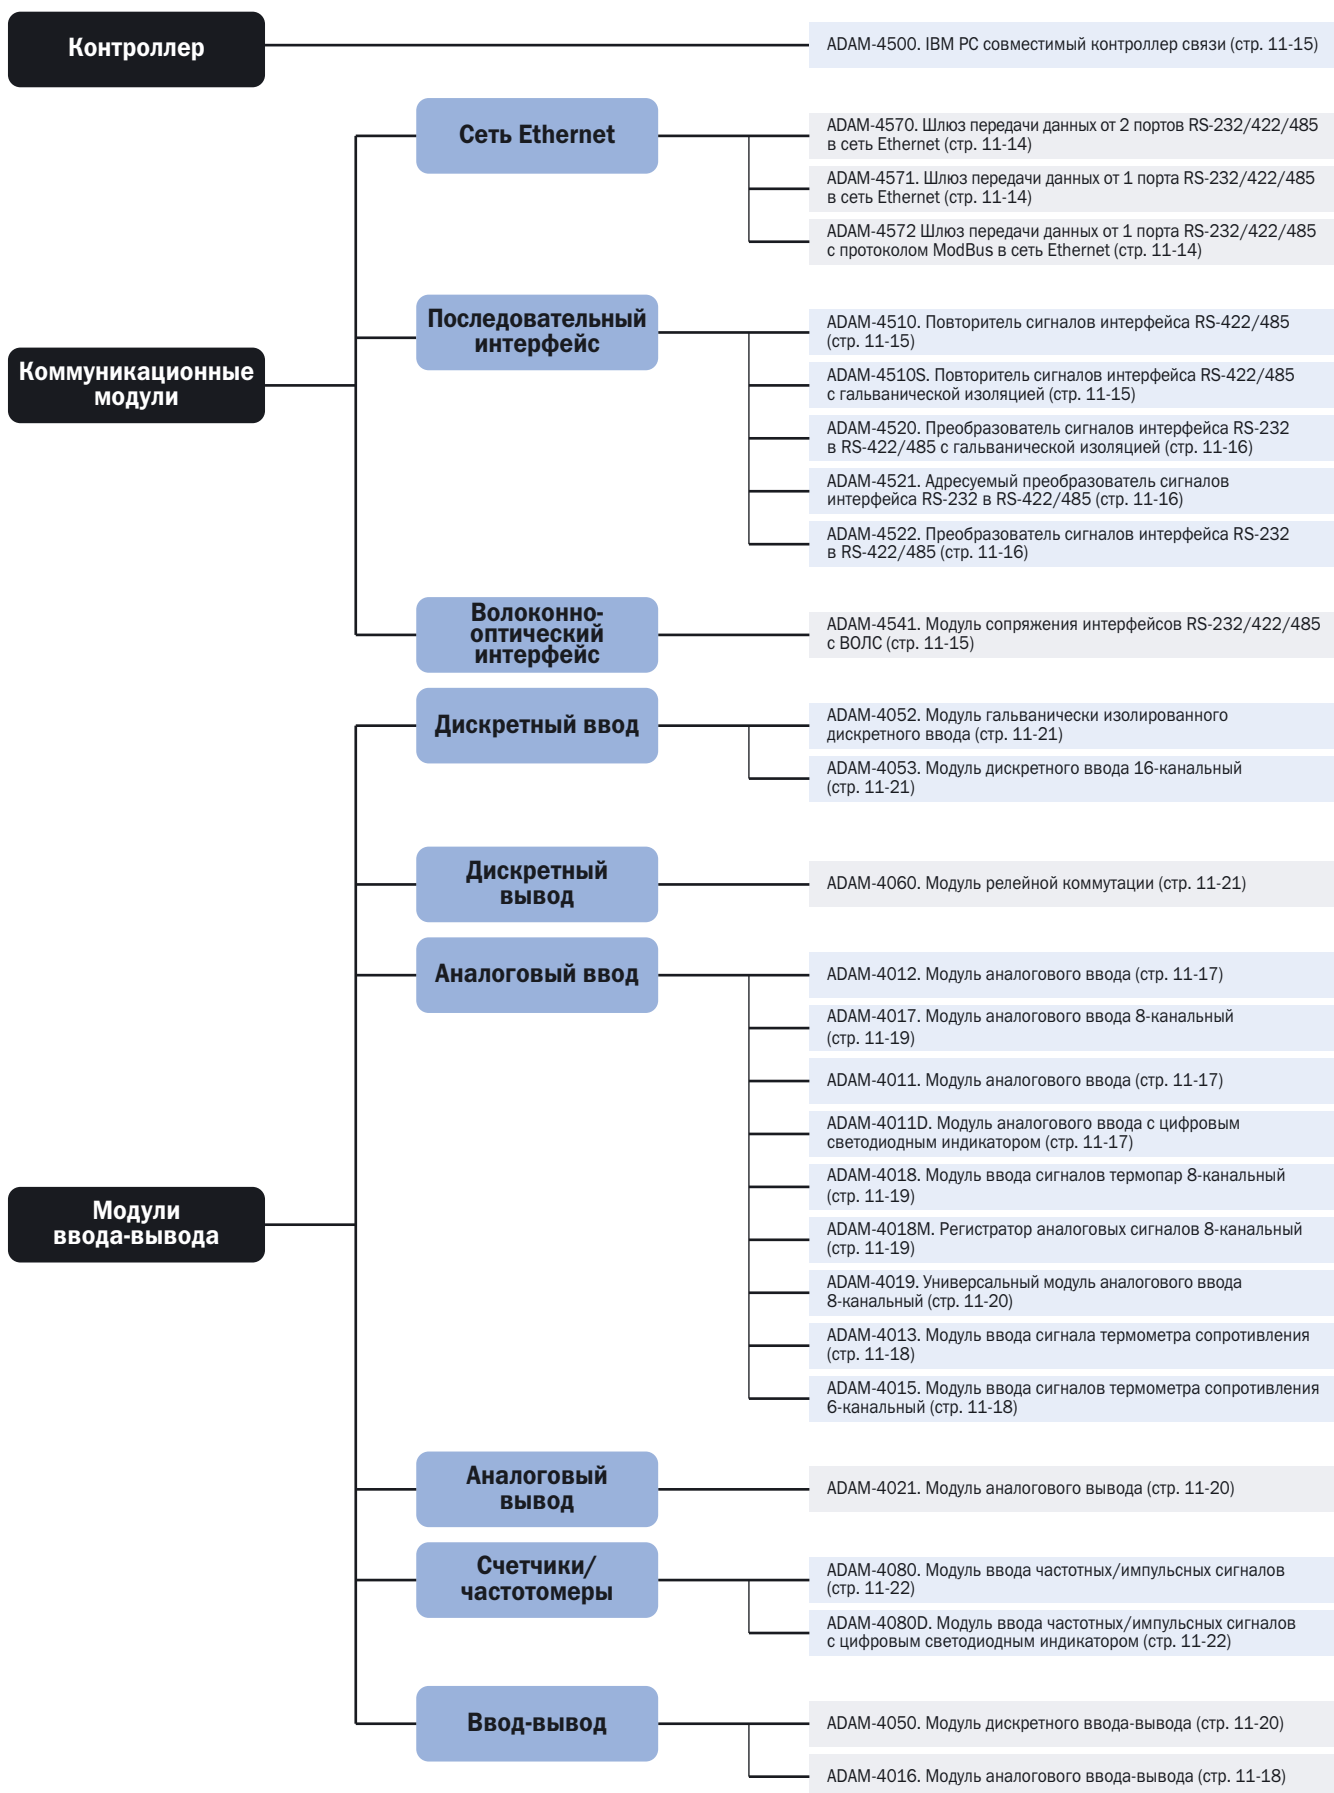 Контроллер
ADAM-4500. IBM PC совместимый контроллер связи (стр. 11-15)
Сеть Ethernet
ADAM-4570. Шлюз передачи данных от 2 портов RS-232/422/485
в сеть Ethernet (стр. 11-14)
ADAM-4571. Шлюз передачи данных от 1 порта RS-232/422/485
в сеть Ethernet (стр. 11-14)
ADAM-4572 Шлюз передачи данных от 1 порта RS-232/422/485
с протоколом ModBus в сеть Ethernet (стр. 11-14)
Коммуникационные
модули
Последовательный
интерфейс
ADAM-4510. Повторитель сигналов интерфейса RS-422/485
(стр. 11-15)
ADAM-4510S. Повторитель сигналов интерфейса RS-422/485
с гальванической изоляцией (стр. 11-15)
ADAM-4520. Преобразователь сигналов интерфейса RS-232
в RS-422/485 с гальванической изоляцией (стр. 11-16)
ADAM-4521. Адресуемый преобразователь сигналов
интерфейса RS-232 в RS-422/485 (стр. 11-16)
ADAM-4522. Преобразователь сигналов интерфейса RS-232
в RS-422/485 (стр. 11-16)
Волоконно-
оптический
интерфейс
ADAM-4541. Модуль сопряжения интерфейсов RS-232/422/485
с ВОЛС (стр. 11-15)
Дискретный ввод
ADAM-4052. Модуль гальванически изолированного
дискретного ввода (стр. 11-21)
ADAM-4053. Модуль дискретного ввода 16-канальный
(стр. 11-21)
Дискретный
вывод
ADAM-4060. Модуль релейной коммутации (стр. 11-21)
Аналоговый ввод
ADAM-4012. Модуль аналогового ввода (стр. 11-17)
ADAM-4017. Модуль аналогового ввода 8-канальный
(стр. 11-19)
ADAM-4011. Модуль аналогового ввода (стр. 11-17)
ADAM-4011D. Модуль аналогового ввода с цифровым
светодиодным индикатором (стр. 11-17)
ADAM-4018. Модуль ввода сигналов термопар 8-канальный
(стр. 11-19)
Модули
ввода-вывода
ADAM-4018M. Регистратор аналоговых сигналов 8-канальный
(стр. 11-19)
ADAM-4019. Универсальный модуль аналогового ввода
8-канальный (стр. 11-20)
ADAM-4013. Модуль ввода сигнала термометра сопротивления
(стр. 11-18)
ADAM-4015. Модуль ввода сигналов термометра сопротивления
6-канальный (стр. 11-18)
Аналоговый
вывод
ADAM-4021. Модуль аналогового вывода (стр. 11-20)
Счетчики/
частотомеры
ADAM-4080. Модуль ввода частотных/импульсных сигналов
(стр. 11-22)
ADAM-4080D. Модуль ввода частотных/импульсных сигналов
с цифровым светодиодным индикатором (стр. 11-22)
Ввод-вывод
ADAM-4050. Модуль дискретного ввода-вывода (стр. 11-20)
ADAM-4016. Модуль аналогового ввода-вывода (стр. 11-18)